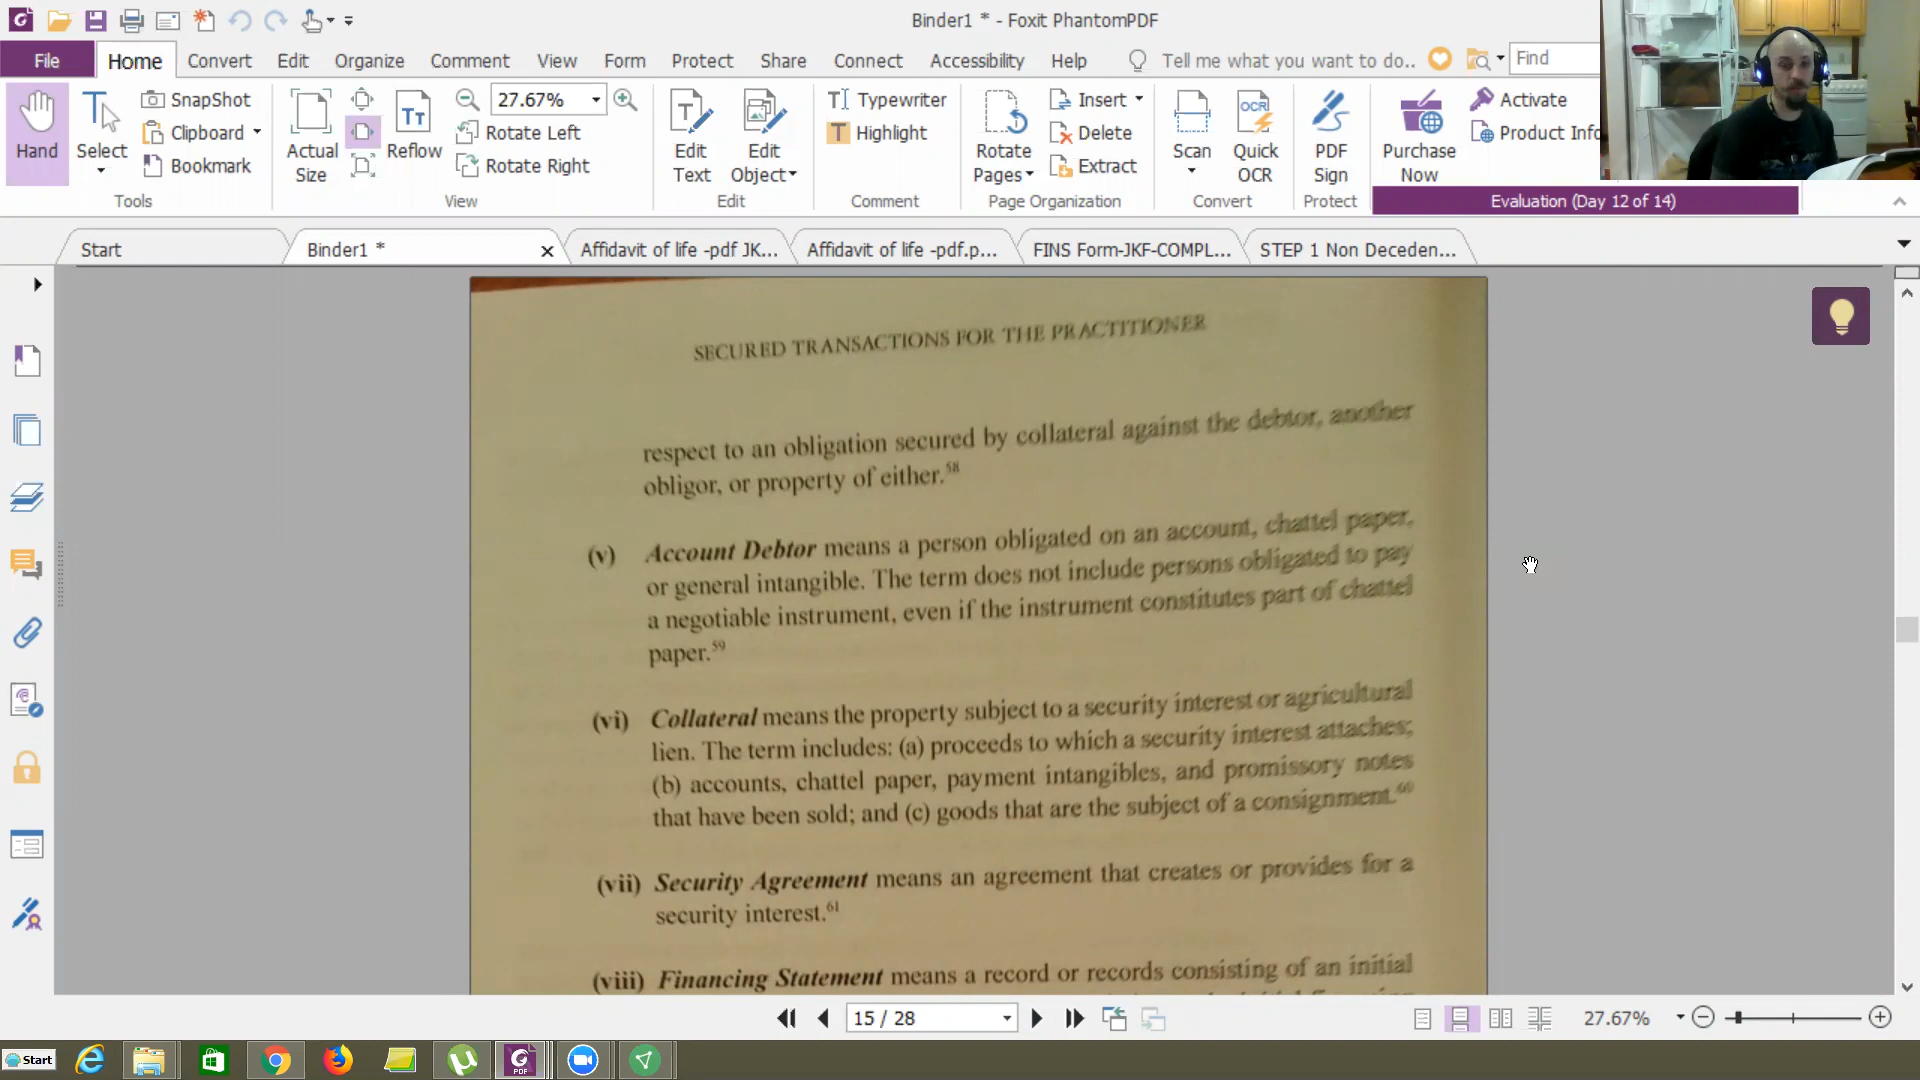 Binder1 * - Foxit PhantomPDF
File Home Convert Edit Organize Comment View Form Protect Share Connect Accessibility Help Tell me what you want to do.. Find
Hand
Select
SnapShot
Clipboard
Bookmark
Tools
Actual Size
Reflow
27.67%
Rotate Left
Rotate Right
View
Edit Text
Edit Object
Edit
Typewriter
Highlight
Comment
Rotate Pages
Insert
Delete
Extract
Page Organization
Scan
OCR
Quick OCR
Convert
PDF Sign
Protect
Purchase Now
Activate
Product Info
Evaluation (Day 12 of 14)
Start
Binder1 *
Affidavit of life -pdf JK...
Affidavit of life -pdf.p...
FINS Form-JKF-COMPL...
STEP 1 Non Deceden...
SECURED TRANSACTIONS FOR THE PRACTITIONER
respect to an obligation secured by collateral against the debtor, another
obligor, or property of either.58
(v) Account Debtor means a person obligated on an account, chattel paper,
or general intangible. The term does not include persons obligated to pay
a negotiable instrument, even if the instrument constitutes part of chattel
paper.59
(vi) Collateral means the property subject to a security interest or agricultural
lien. The term includes: (a) proceeds to which a security interest attaches;
(b) accounts, chattel paper, payment intangibles, and promissory notes
that have been sold; and (c) goods that are the subject of a consignment.60
(vii) Security Agreement means an agreement that creates or provides for a
security interest.61
(viii) Financing Statement means a record or records consisting of an initial
15 / 28
27.67%
Start
PDF